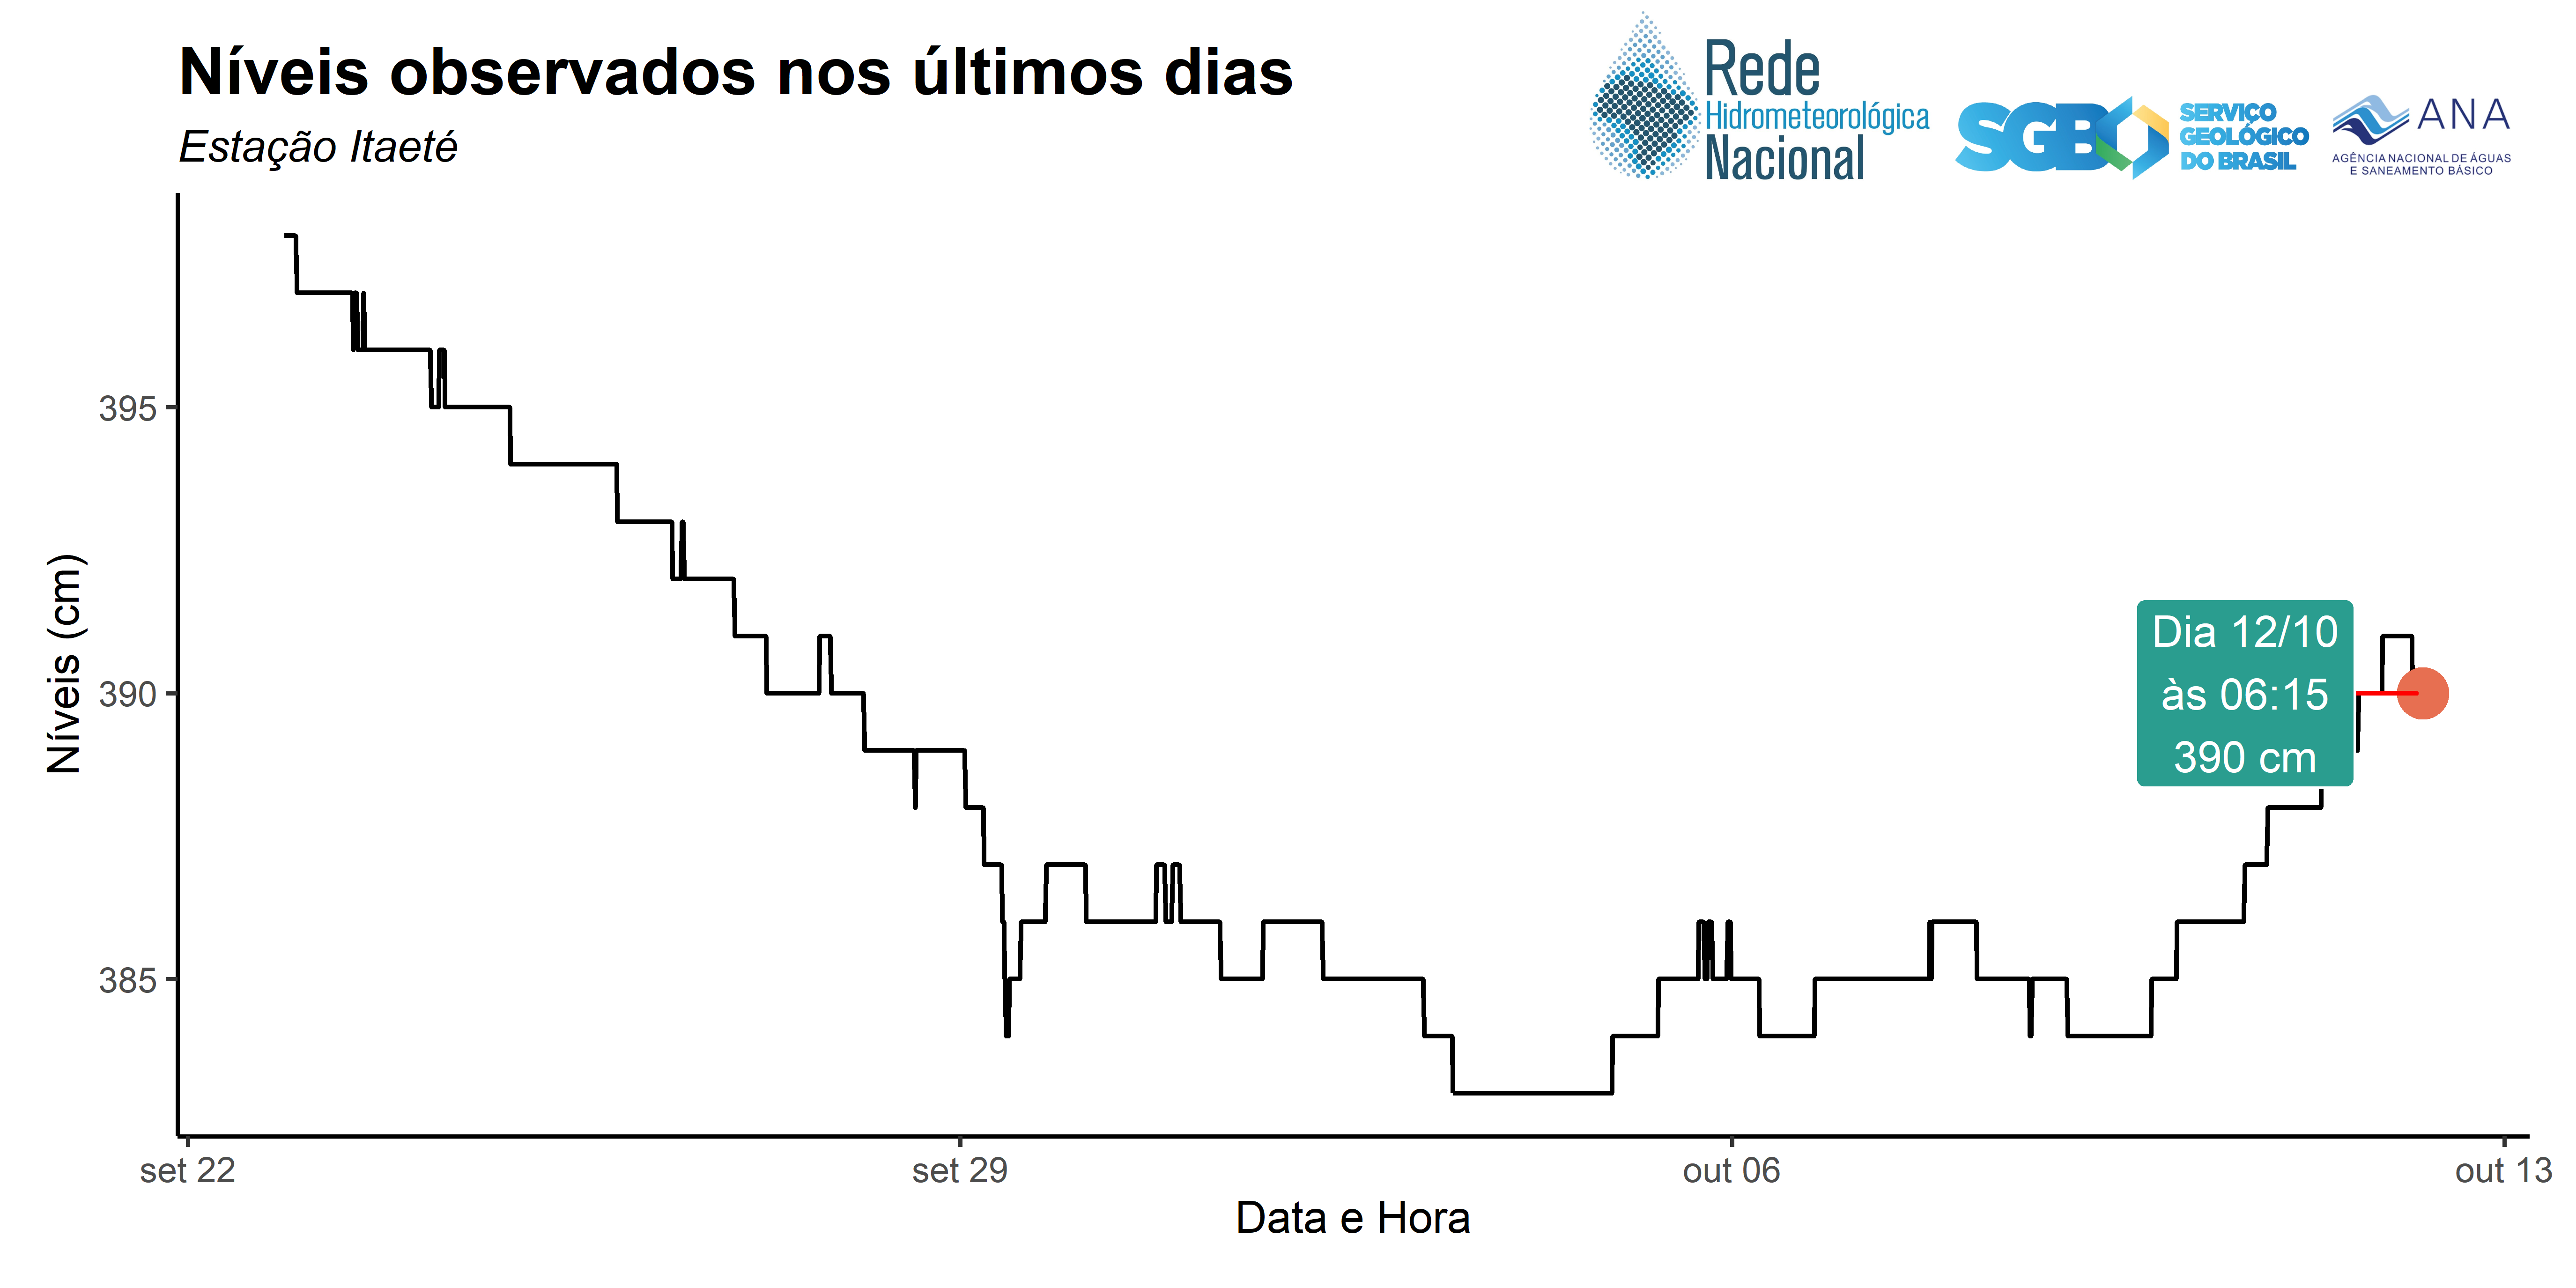 Níveis observados nos últimos dias
Estação Itaeté
Rede
Hidrometeorológica
Nacional
SGB
SERVIÇO
GEOLÓGICO
DO BRASIL
ANA
AGÊNCIA NACIONAL DE ÁGUAS
E SANEAMENTO BÁSICO
Níveis (cm)
395
390
385
Dia 12/10
às 06:15
390 cm
set 22
set 29
out 06
out 13
Data e Hora